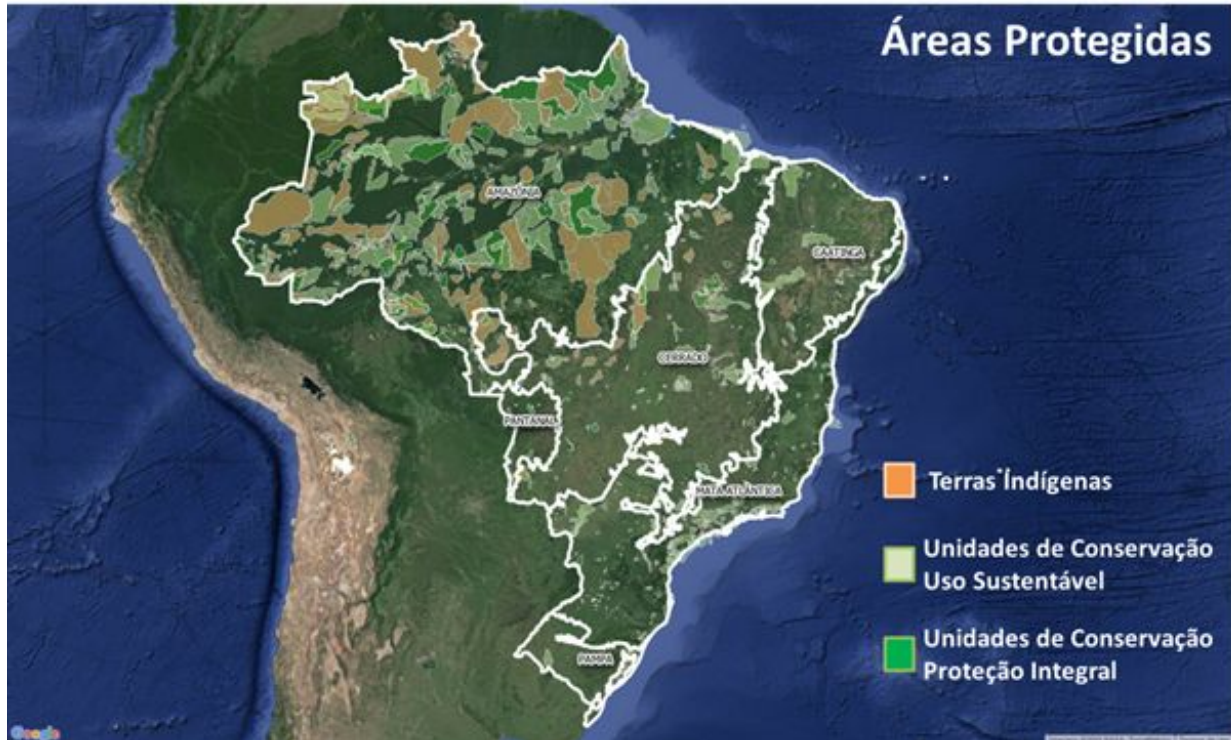 Áreas Protegidas
AMAZÔNIA
CAATINGA
CERRADO
PANTANAL
MATA ATLÂNTICA
PAMPA
Terras Índígenas
Unidades de Conservação
Uso Sustentável
Unidades de Conservação
Proteção Integral
Google